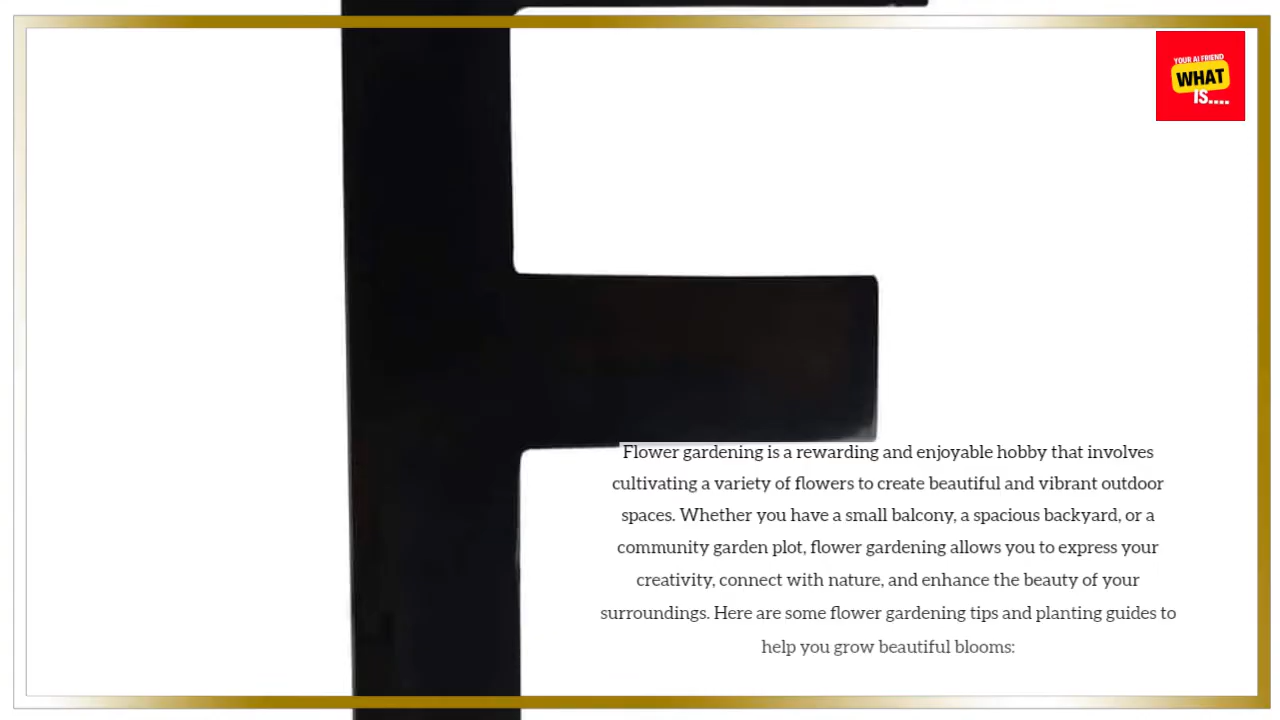 YOUR AI FRIEND
WHAT
IS....
Flower gardening is a rewarding and enjoyable hobby that involves
cultivating a variety of flowers to create beautiful and vibrant outdoor
spaces. Whether you have a small balcony, a spacious backyard, or a
community garden plot, flower gardening allows you to express your
creativity, connect with nature, and enhance the beauty of your
surroundings. Here are some flower gardening tips and planting guides to
help you grow beautiful blooms: